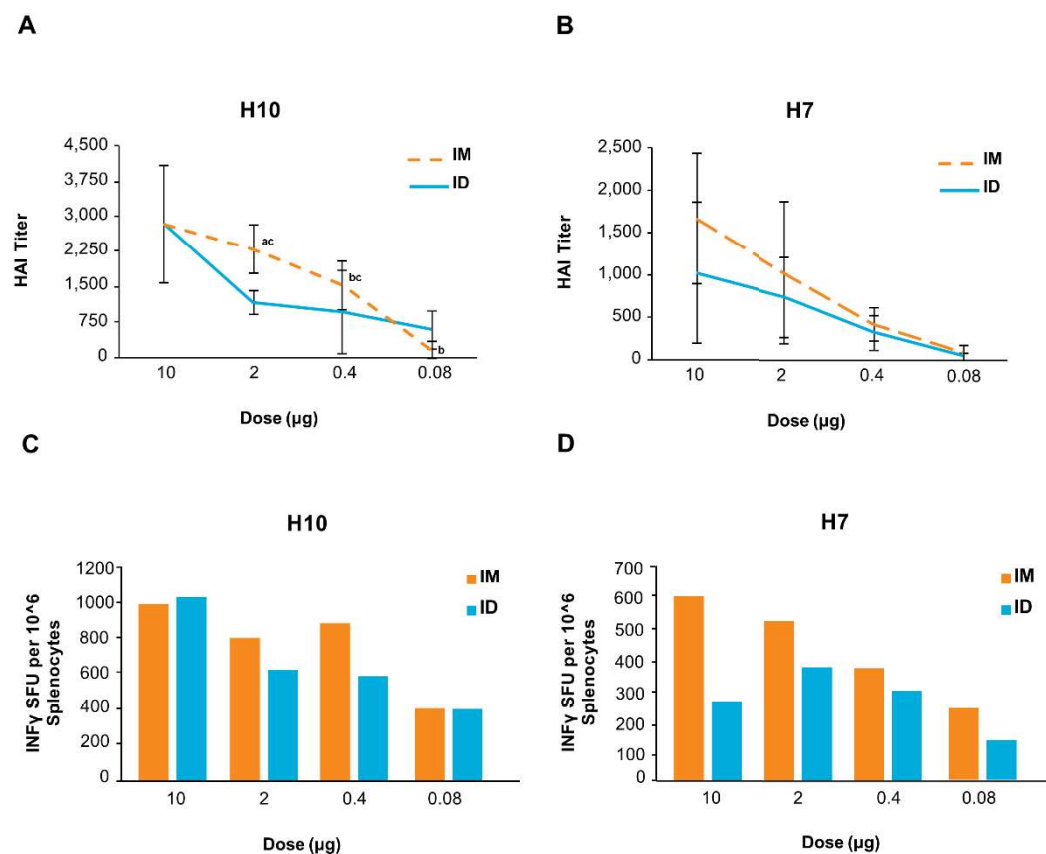 A
H10
4,500
3,750
3,000
2,250
1,500
750
0
HAI Titer
IM
ID
ac
bc
b
10 2 0.4 0.08
Dose (µg)
B
H7
2,500
2,000
1,500
1,000
500
0
HAI Titer
IM
ID
10 2 0.4 0.08
Dose (µg)
C
H10
1200
1000
800
600
400
200
0
INFγ SFU per 10^6
Splenocytes
IM
ID
10 2 0.4 0.08
Dose (µg)
D
H7
700
600
500
400
300
200
100
0
INFγ SFU per 10^6
Splenocytes
IM
ID
10 2 0.4 0.08
Dose (µg)